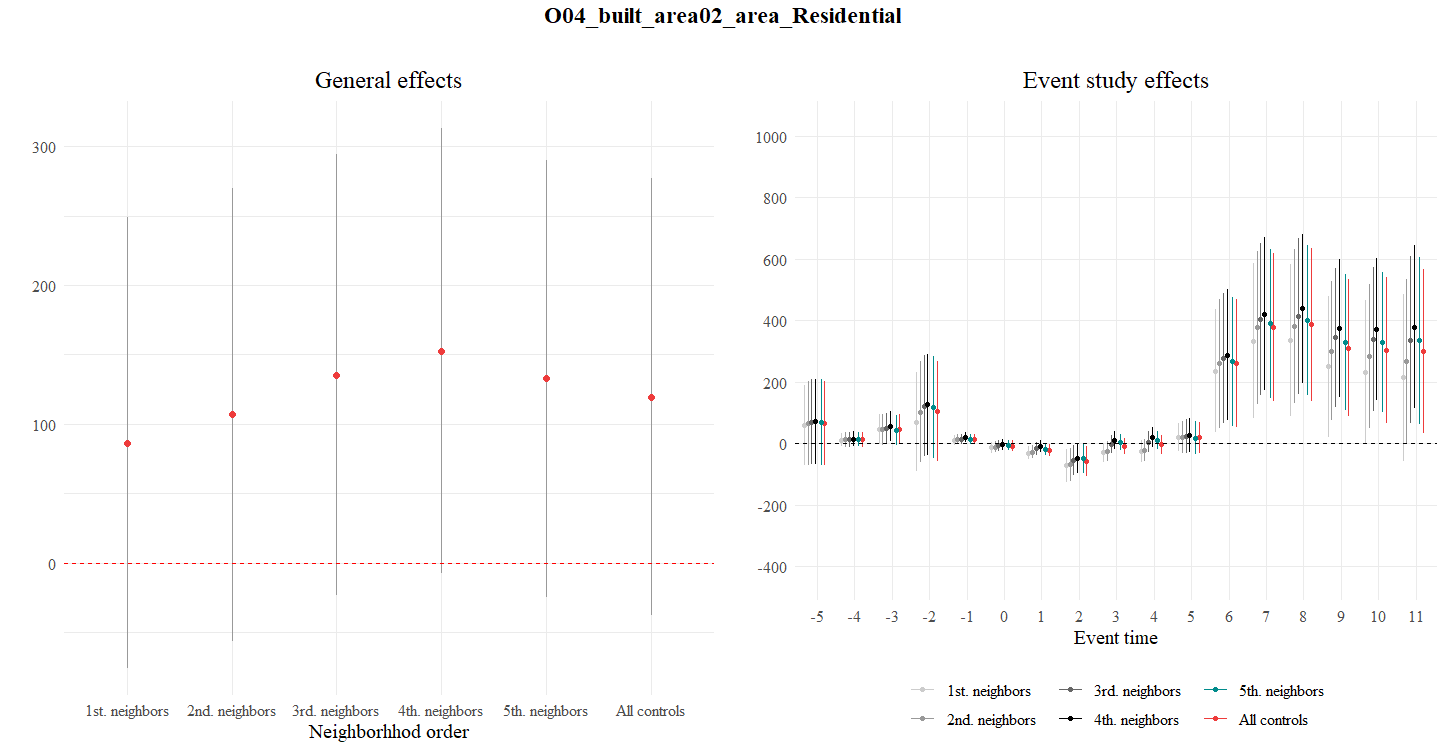 O04_built_area02_area_Residential
General effects
300
200
100
0
1st. neighbors 2nd. neighbors 3rd. neighbors 4th. neighbors 5th. neighbors All controls
Neighborhhod order
Event study effects
1000
800
600
400
200
0
-200
-400
-5 -4 -3 -2 -1 0 1 2 3 4 5 6 7 8 9 10 11
Event time
1st. neighbors 3rd. neighbors 5th. neighbors
2nd. neighbors 4th. neighbors All controls